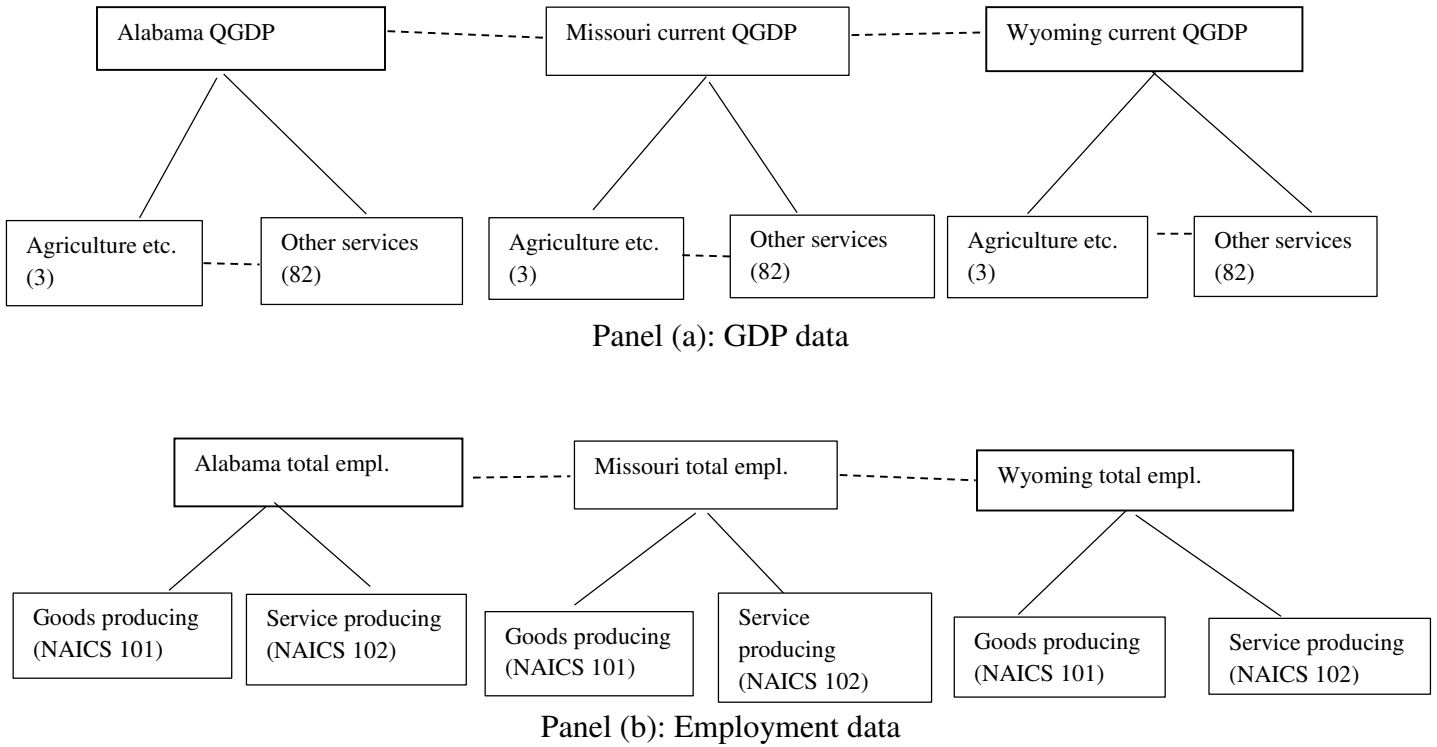 Alabama QGDP
Missouri current QGDP
Wyoming current QGDP
Agriculture etc.
(3)
Other services
(82)
Agriculture etc.
(3)
Other services
(82)
Agriculture etc.
(3)
Other services
(82)
Panel (a): GDP data
Alabama total empl.
Missouri total empl.
Wyoming total empl.
Goods producing
(NAICS 101)
Service producing
(NAICS 102)
Goods producing
(NAICS 101)
Service
producing
(NAICS 102)
Goods producing
(NAICS 101)
Service producing
(NAICS 102)
Panel (b): Employment data